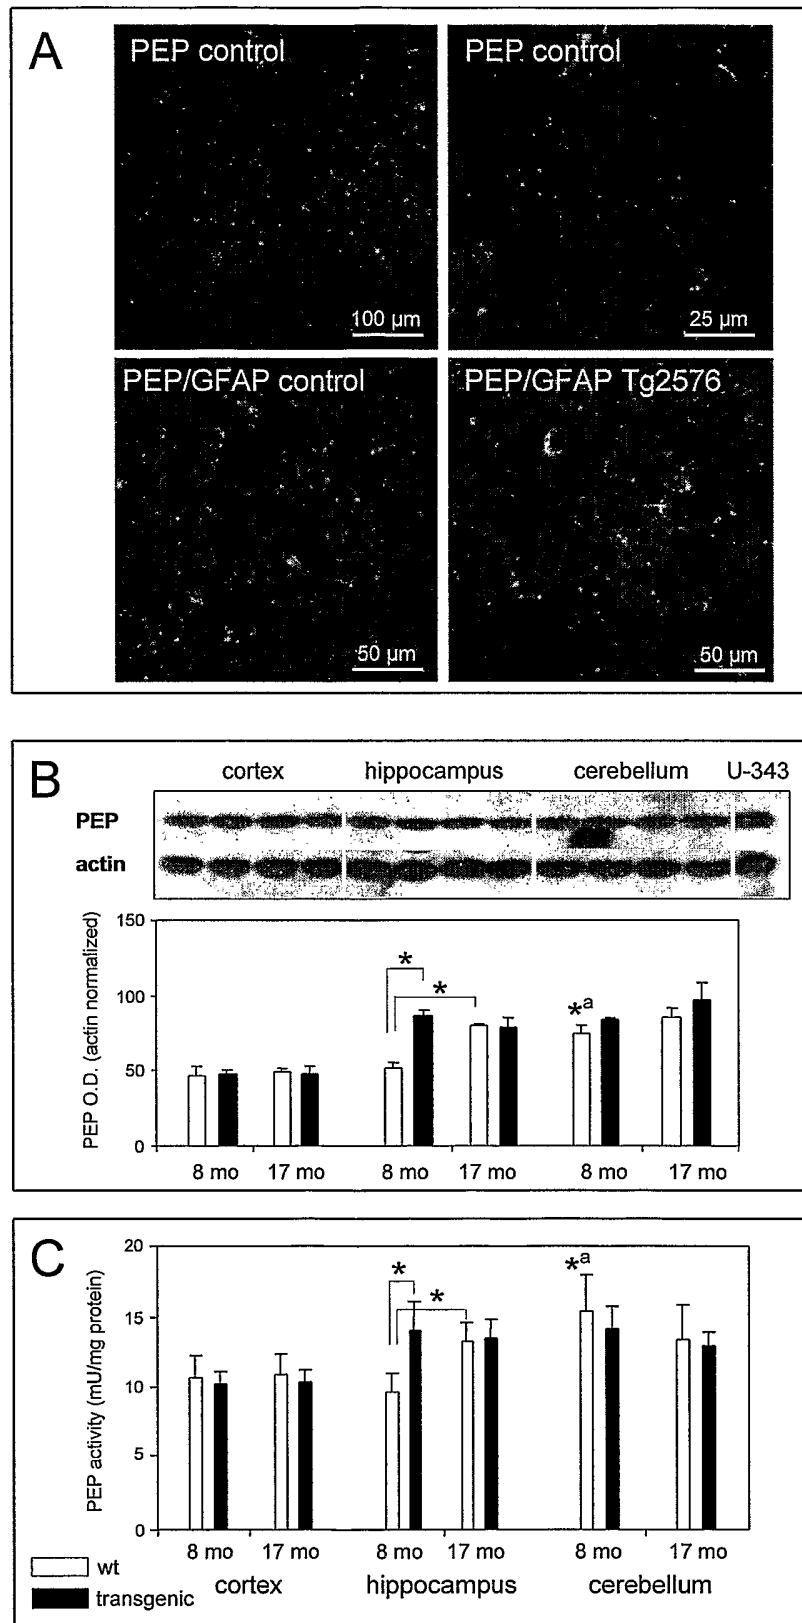 A
PEP control
PEP control
100 µm
25 µm
PEP/GFAP control
PEP/GFAP Tg2576
50 µm
50 µm
B
cortex hippocampus cerebellum U-343
PEP
actin
PEP O.D. (actin normalized)
150
100
50
0
*
*
*a
8 mo 17 mo 8 mo 17 mo 8 mo 17 mo
C
PEP activity (mU/mg protein)
20
15
10
5
0
*
*
*a
8 mo 17 mo 8 mo 17 mo 8 mo 17 mo
cortex hippocampus cerebellum
wt
transgenic